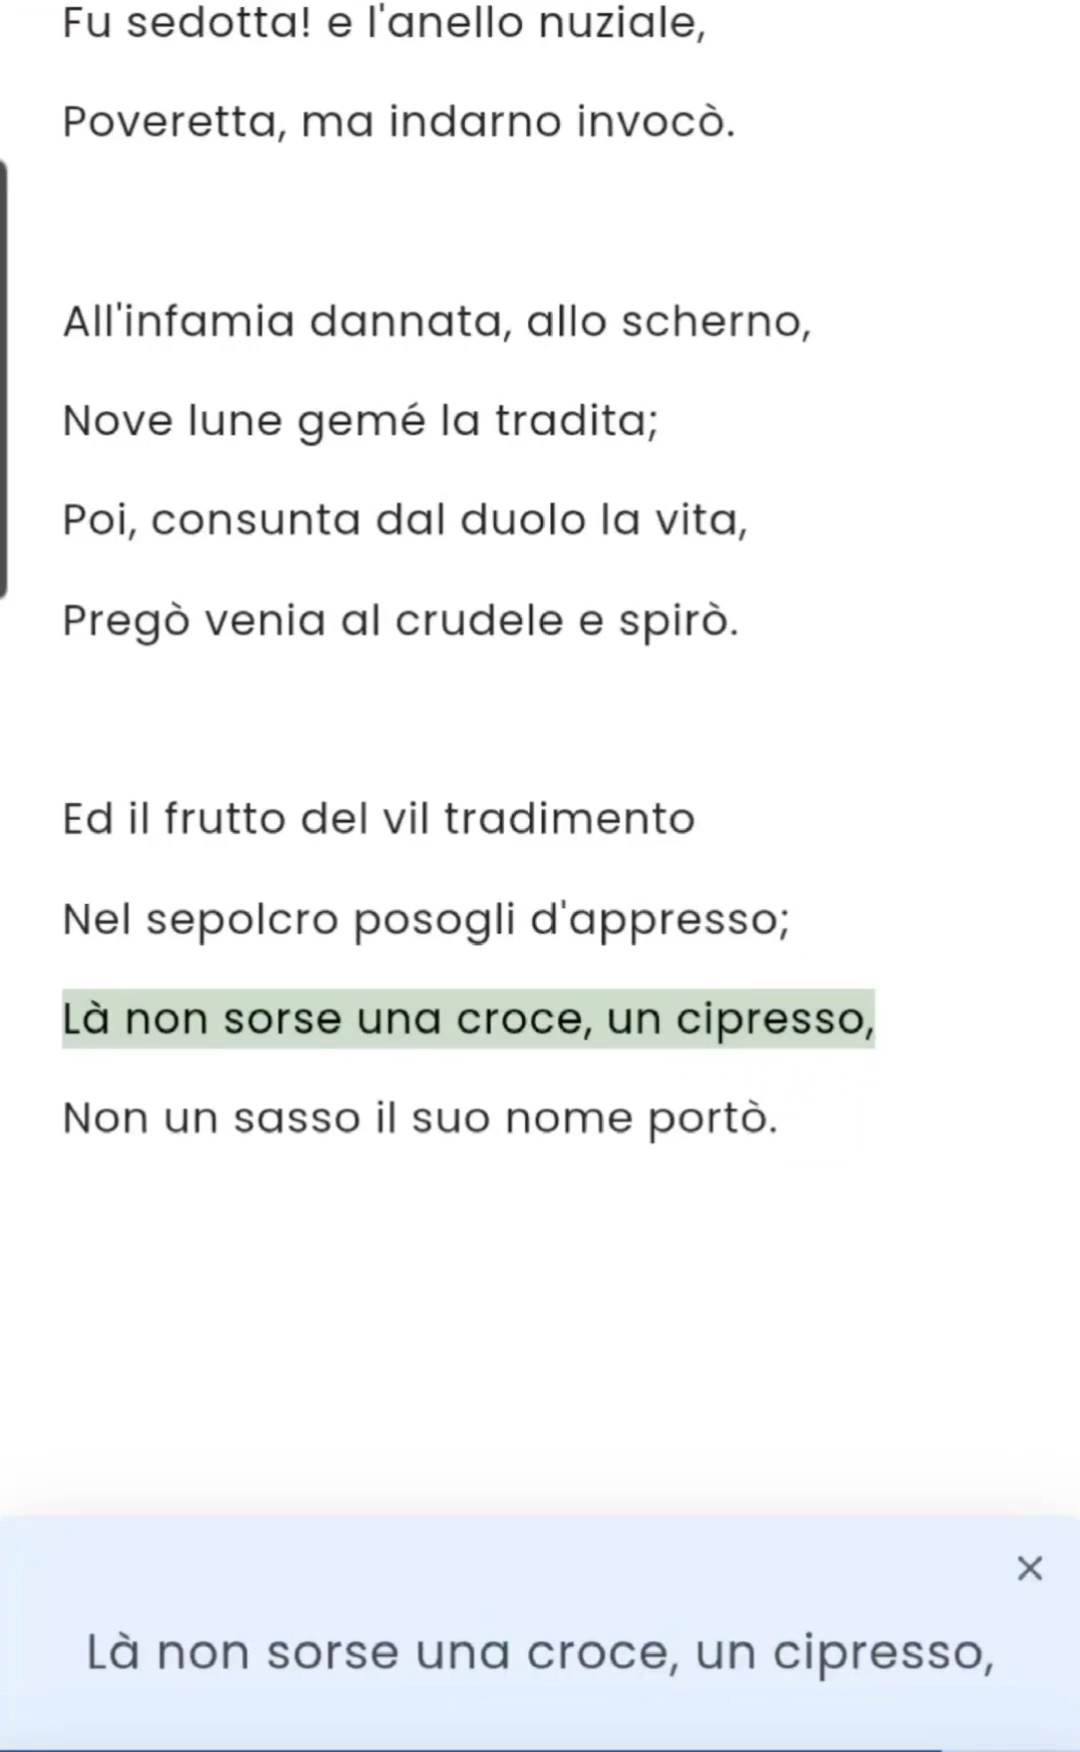 Fu sedotta! e l'anello nuziale,
Poveretta, ma indarno invocò.
All'infamia dannata, allo scherno,
Nove lune gemé la tradita;
Poi, consunta dal duolo la vita,
Pregò venia al crudele e spirò.
Ed il frutto del vil tradimento
Nel sepolcro posogli d'appresso;
Là non sorse una croce, un cipresso,
Non un sasso il suo nome portò.
Là non sorse una croce, un cipresso,